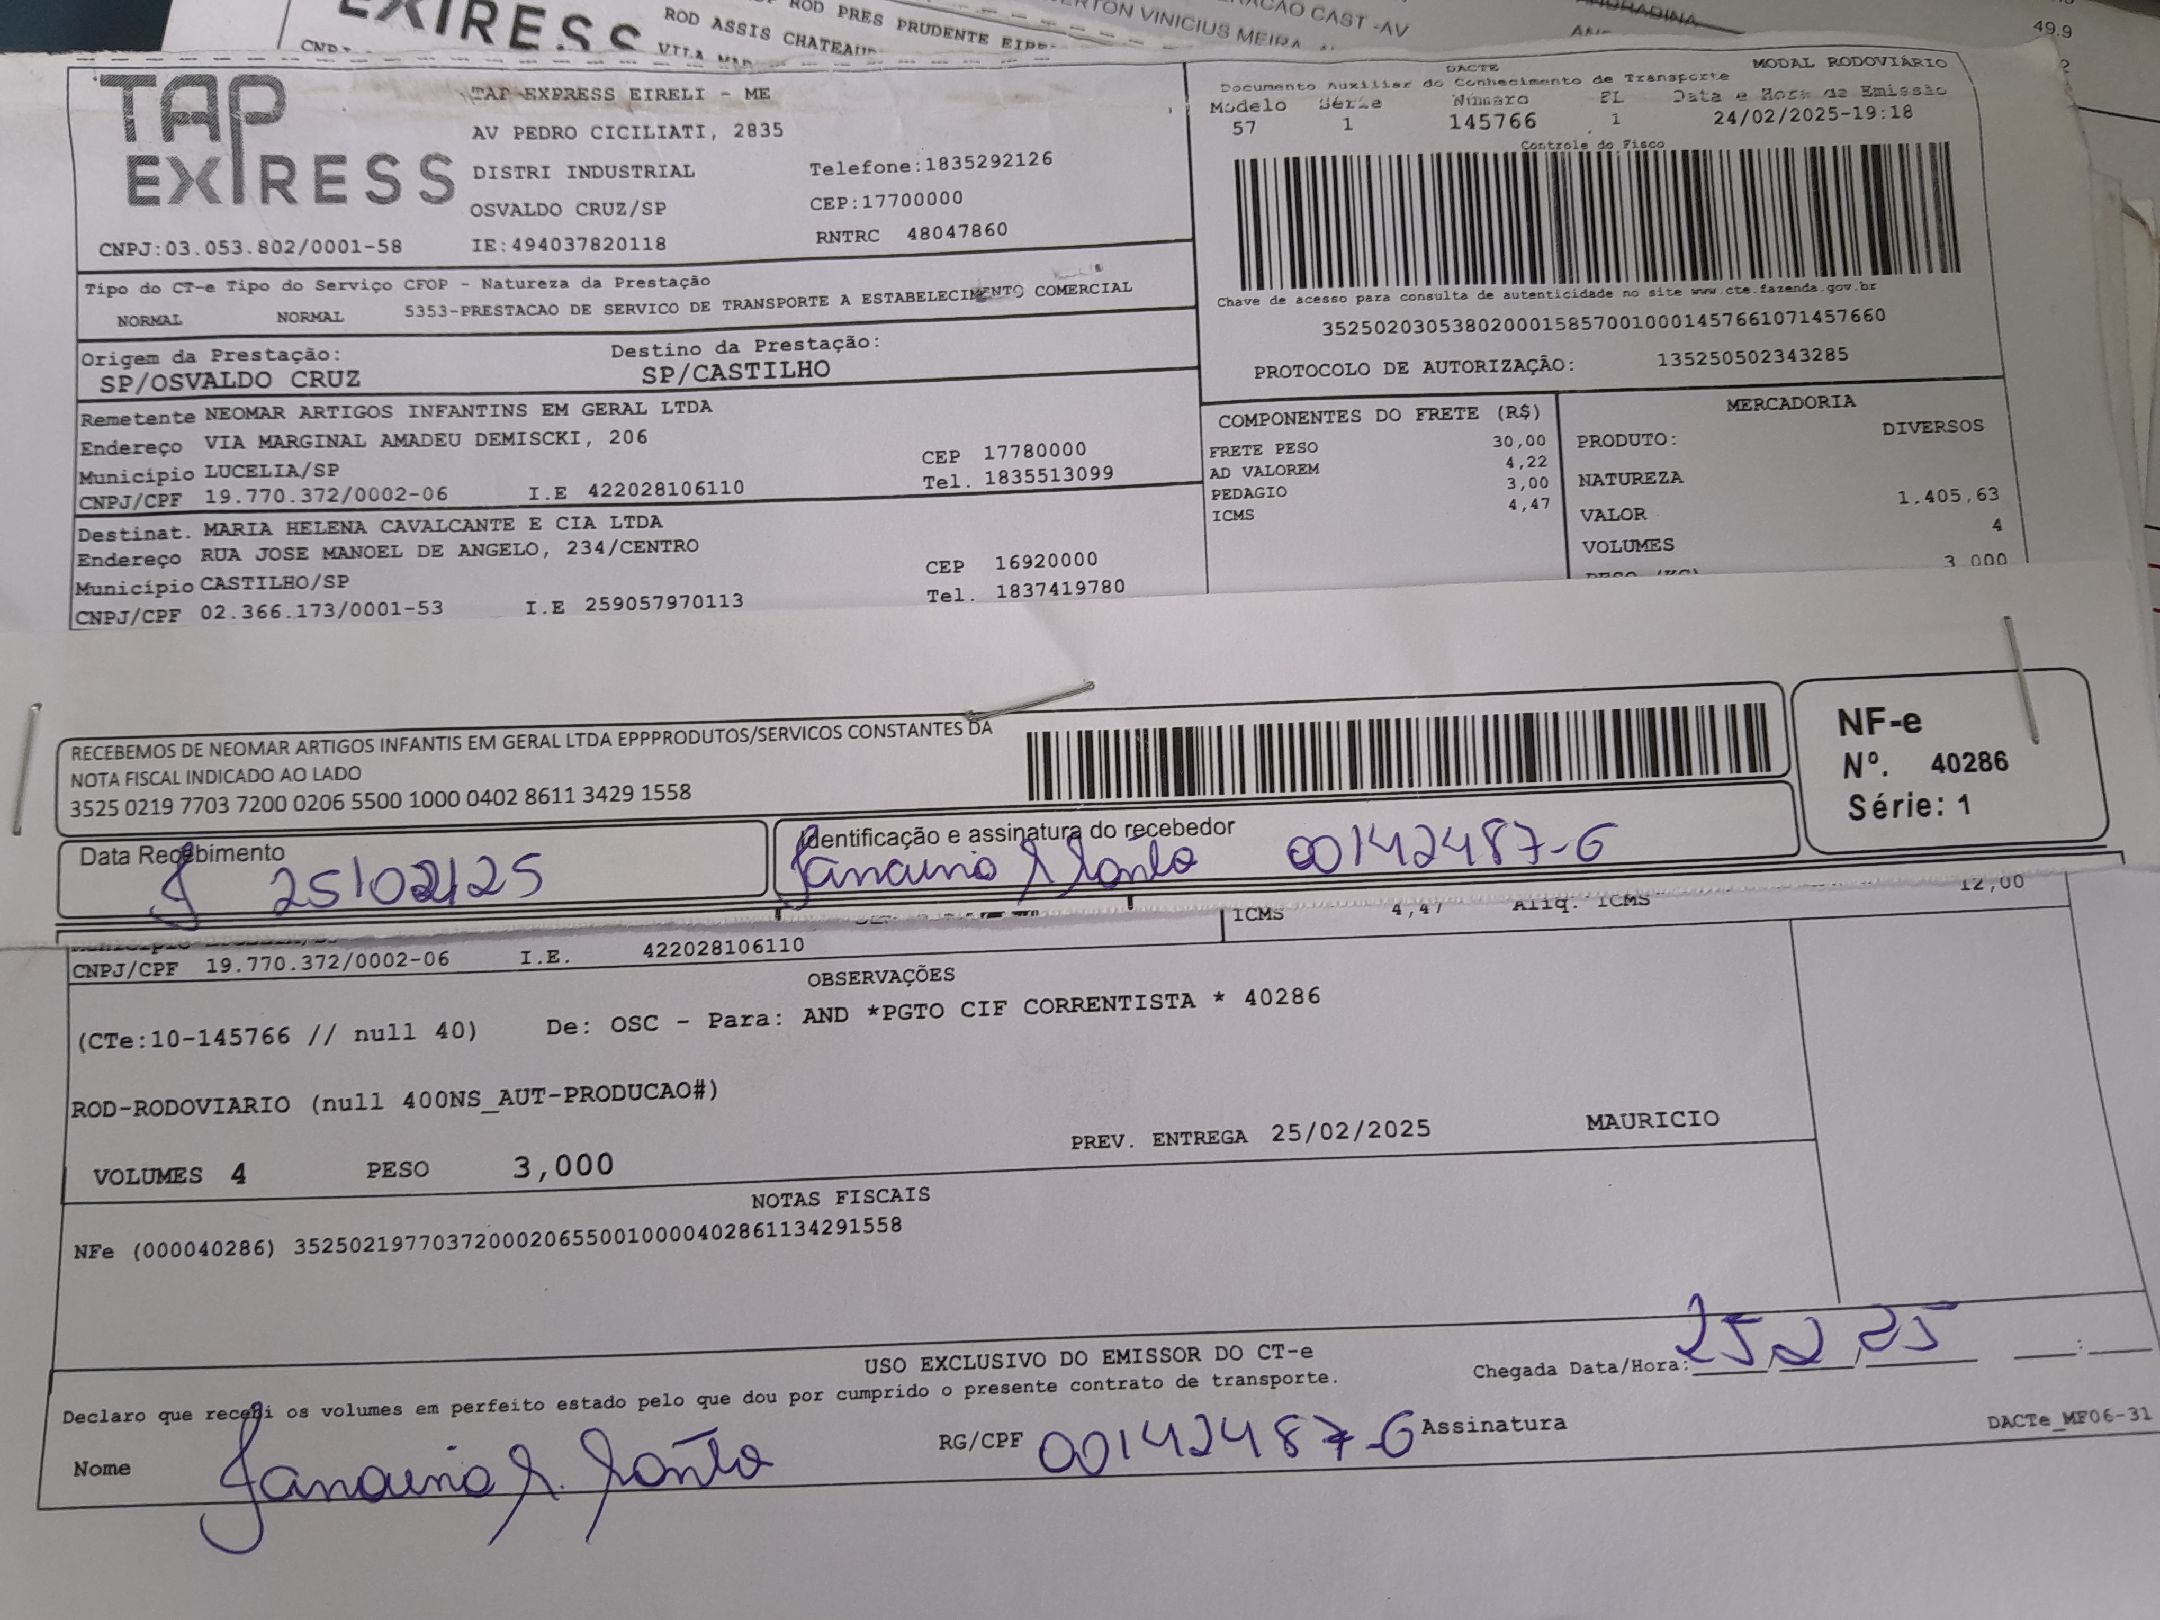 EXPRESS
ROD PRES PRUDENTE
ROD ASSIS CHATEAU
VINICIUS MEIRA
CAST -AV
49.9
TAP EXPRESS
TAP EXPRESS EIRELI - ME
AV PEDRO CICILIATI, 2835
DISTRI INDUSTRIAL
Telefone:1835292126
OSVALDO CRUZ/SP
CEP:17700000
CNPJ:03.053.802/0001-58 IE:494037820118
RNTRC 48047860
DACTE MODAL RODOVIÁRIO
Documento Auxiliar do Conhecimento de Transporte
Modelo Série Número FL Data e Hora de Emissão
57 1 145766 1 24/02/2025-19:18
Controle do Fisco
Chave de acesso para consulta de autenticidade no site www.cte.fazenda.gov.br
35250203053802000158570010001457661071457660
PROTOCOLO DE AUTORIZAÇÃO: 135250502343285
Tipo do CT-e Tipo do Serviço CFOP - Natureza da Prestação
NORMAL NORMAL 5353-PRESTACAO DE SERVICO DE TRANSPORTE A ESTABELECIMENTO COMERCIAL
Origem da Prestação: Destino da Prestação:
SP/OSVALDO CRUZ SP/CASTILHO
Remetente NEOMAR ARTIGOS INFANTINS EM GERAL LTDA
Endereço VIA MARGINAL AMADEU DEMISCKI, 206
Município LUCELIA/SP CEP 17780000
CNPJ/CPF 19.770.372/0002-06 I.E 422028106110 Tel. 1835513099
Destinat. MARIA HELENA CAVALCANTE E CIA LTDA
Endereço RUA JOSE MANOEL DE ANGELO, 234/CENTRO
Município CASTILHO/SP CEP 16920000
CNPJ/CPF 02.366.173/0001-53 I.E 259057970113 Tel. 1837419780
COMPONENTES DO FRETE (R$)
FRETE PESO 30,00
AD VALOREM 4,22
PEDAGIO 3,00
ICMS 4,47
MERCADORIA
PRODUTO: DIVERSOS
NATUREZA
VALOR 1.405,63
VOLUMES 4
PESO (KG) 3,000
RECEBEMOS DE NEOMAR ARTIGOS INFANTIS EM GERAL LTDA EPPPRODUTOS/SERVICOS CONSTANTES DA
NOTA FISCAL INDICADO AO LADO
3525 0219 7703 7200 0206 5500 1000 0402 8611 3429 1558
NF-e
Nº. 40286
Série: 1
Data Recebimento
25/02/25
Identificação e assinatura do recebedor
00142487-6
ICMS 4,47 Aliq. ICMS 12,00
CNPJ/CPF 19.770.372/0002-06 I.E. 422028106110
OBSERVAÇÕES
(CTe:10-145766 // null 40) De: OSC - Para: AND *PGTO CIF CORRENTISTA * 40286
ROD-RODOVIARIO (null 400NS_AUT-PRODUCAO#)
PREV. ENTREGA 25/02/2025 MAURICIO
VOLUMES 4 PESO 3,000
NOTAS FISCAIS
NFe (000040286) 35250219770372000206550010000402861134291558
USO EXCLUSIVO DO EMISSOR DO CT-e
Chegada Data/Hora: 25 2 25
Declaro que recebi os volumes em perfeito estado pelo que dou por cumprido o presente contrato de transporte.
Nome RG/CPF 00142487-6 Assinatura
DACTe_MF06-31